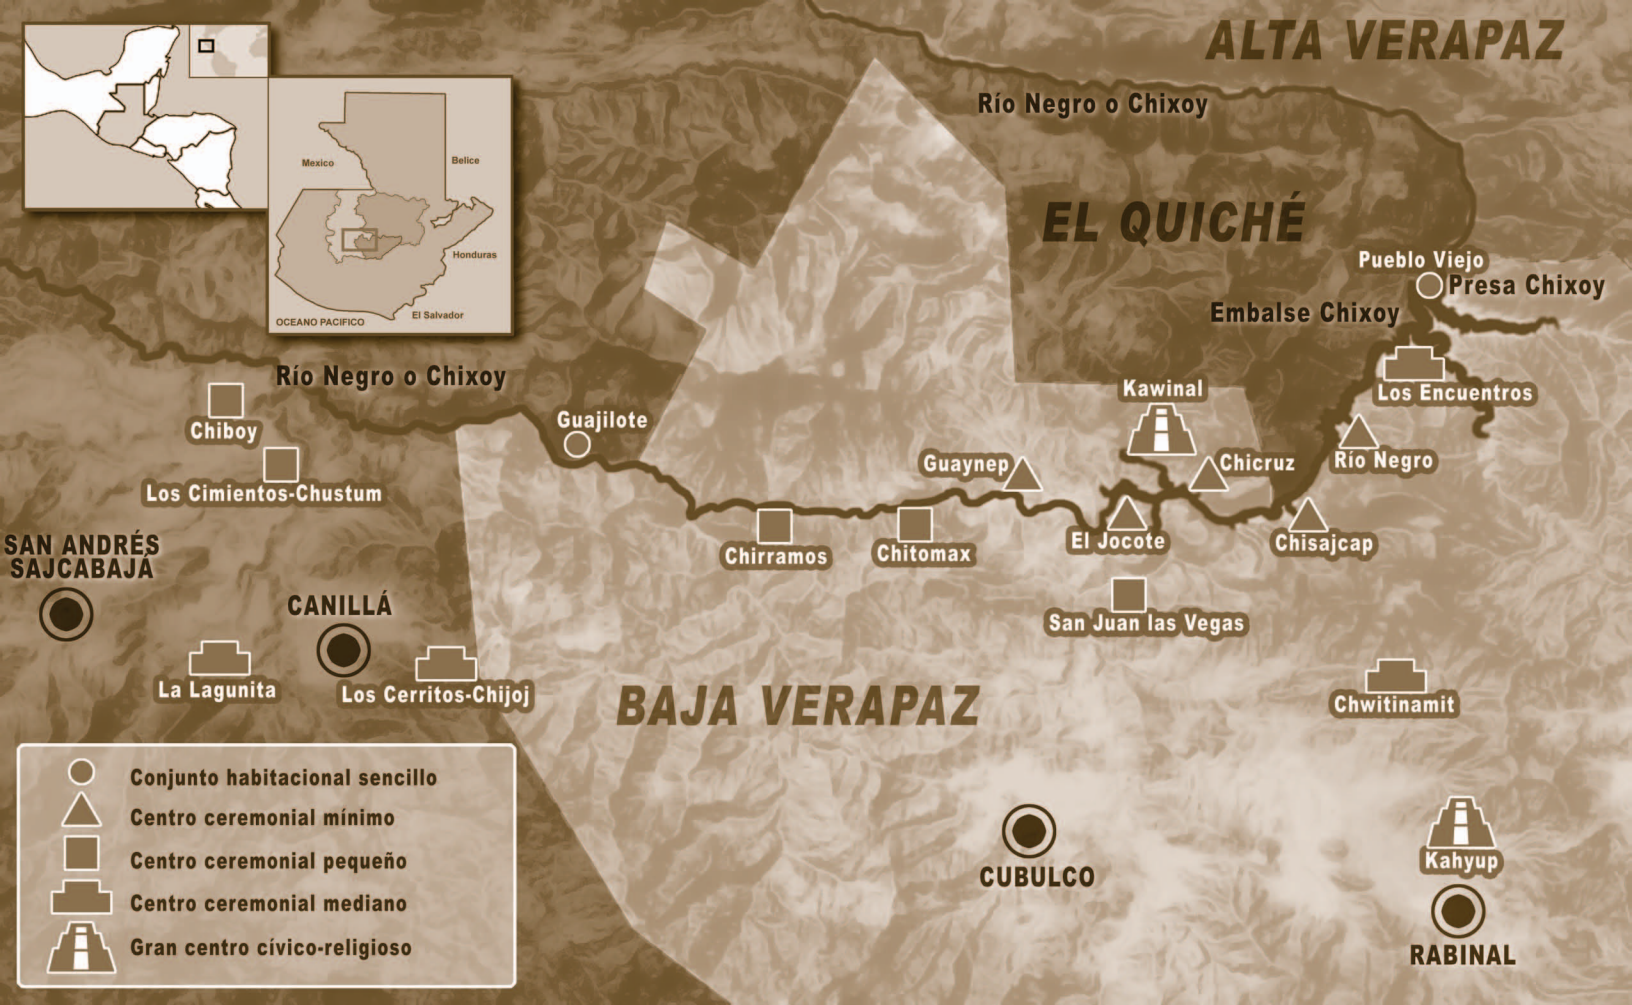 ALTA VERAPAZ
Río Negro o Chixoy
Mexico
Belice
Honduras
El Salvador
OCEANO PACIFICO
EL QUICHÉ
Pueblo Viejo
Presa Chixoy
Embalse Chixoy
Río Negro o Chixoy
Kawinal
Los Encuentros
Chiboy
Guajilote
Guaynep
Chicruz
Río Negro
Los Cimientos-Chustum
Chirramos
Chitomax
El Jocote
Chisajcap
SAN ANDRÉS
SAJCABAJÁ
CANILLÁ
San Juan las Vegas
La Lagunita
Los Cerritos-Chijoj
BAJA VERAPAZ
Chwitinamit
Conjunto habitacional sencillo
Centro ceremonial mínimo
Centro ceremonial pequeño
Centro ceremonial mediano
Gran centro cívico-religioso
CUBULCO
Kahyup
RABINAL